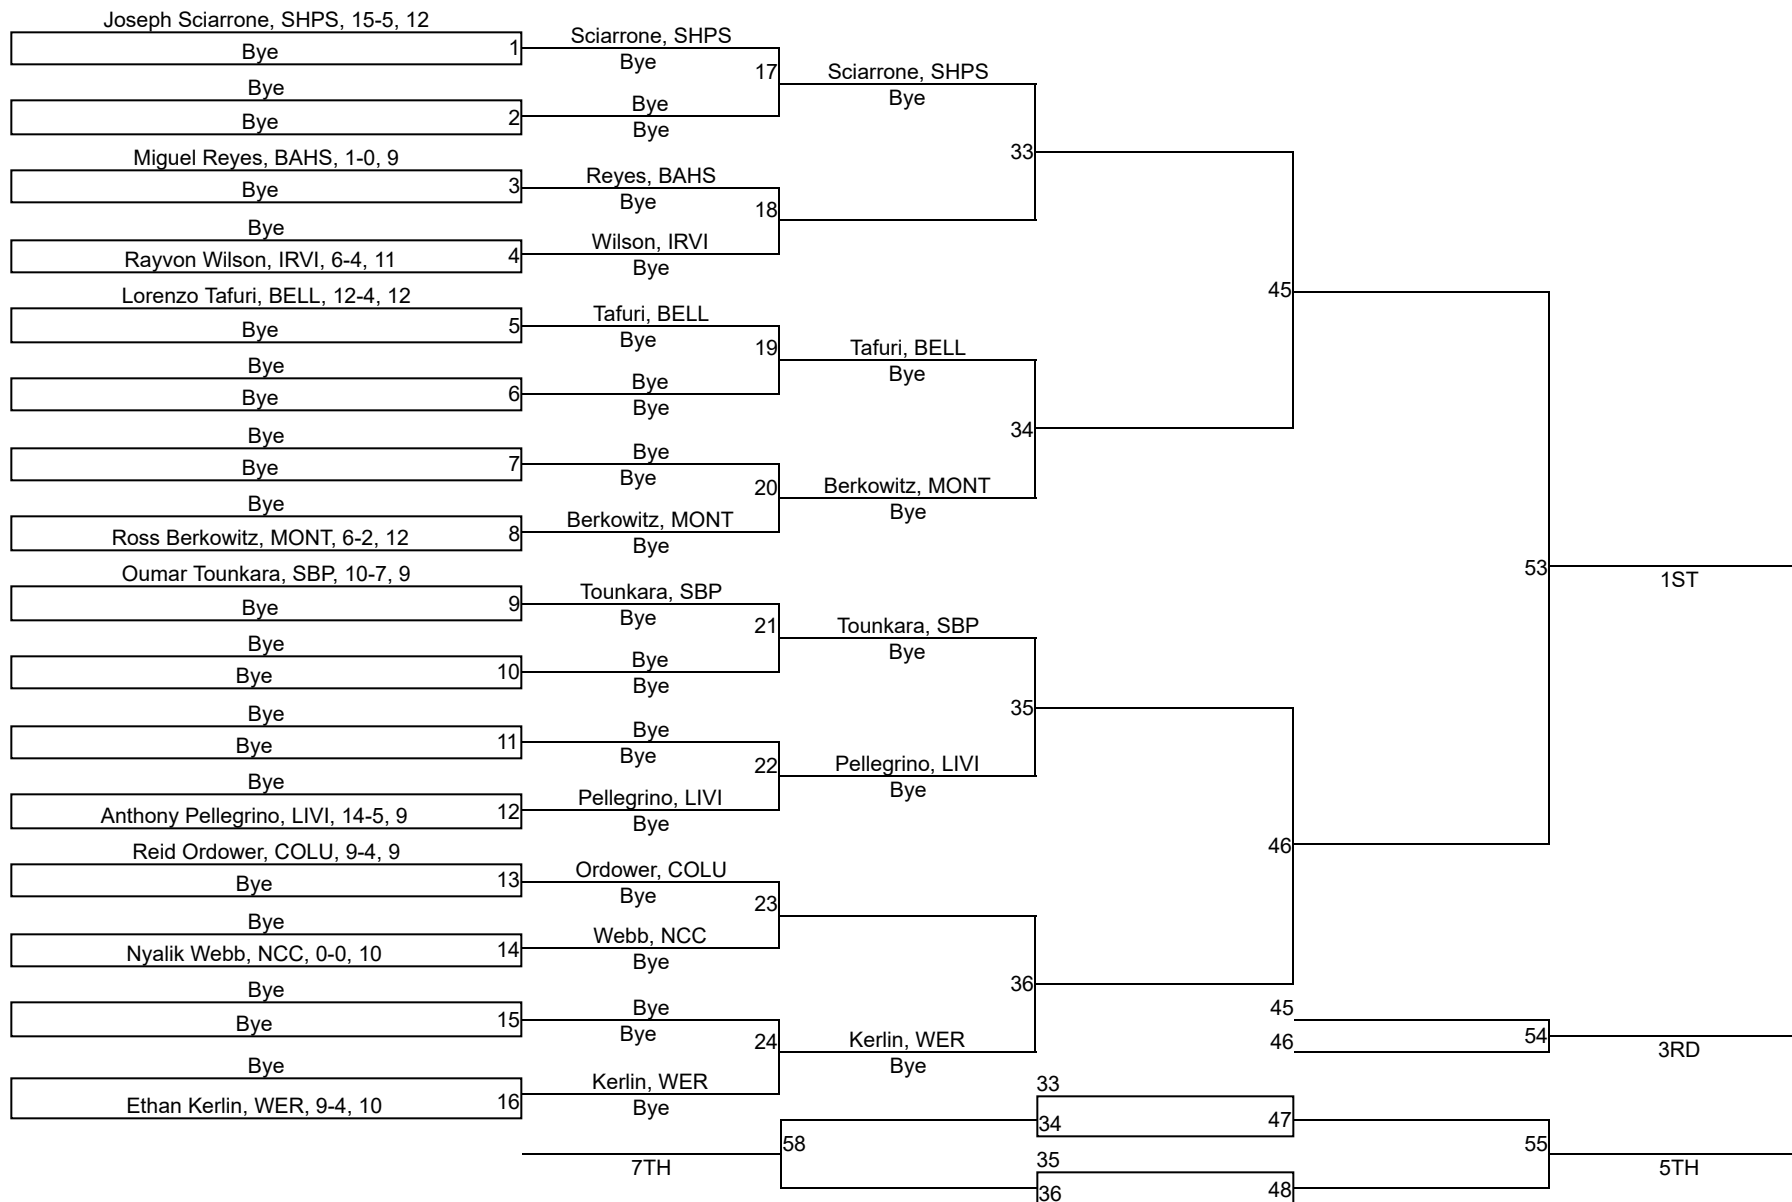 Joseph Sciarrone, SHPS, 15-5, 12
Bye
1
Bye
Bye
2
Miguel Reyes, BAHS, 1-0, 9
Bye
3
Bye
Rayvon Wilson, IRVI, 6-4, 11
4
Lorenzo Tafuri, BELL, 12-4, 12
Bye
5
Bye
Bye
6
Bye
Bye
7
Bye
Ross Berkowitz, MONT, 6-2, 12
8
Oumar Tounkara, SBP, 10-7, 9
Bye
9
Bye
Bye
10
Bye
Bye
11
Bye
Anthony Pellegrino, LIVI, 14-5, 9
12
Reid Ordower, COLU, 9-4, 9
Bye
13
Bye
Nyalik Webb, NCC, 0-0, 10
14
Bye
Bye
15
Bye
Ethan Kerlin, WER, 9-4, 10
16
Sciarrone, SHPS
Bye
17
Bye
Bye
Reyes, BAHS
Bye
18
Wilson, IRVI
Bye
Tafuri, BELL
Bye
19
Bye
Bye
Bye
Bye
20
Berkowitz, MONT
Bye
Tounkara, SBP
Bye
21
Bye
Bye
Bye
Bye
22
Pellegrino, LIVI
Bye
Ordower, COLU
Bye
23
Webb, NCC
Bye
Bye
Bye
24
Kerlin, WER
Bye
Sciarrone, SHPS
Bye
33
Tafuri, BELL
Bye
34
Berkowitz, MONT
Bye
Tounkara, SBP
Bye
35
Pellegrino, LIVI
Bye
36
Kerlin, WER
Bye
45
46
53
1ST
45
46
54
3RD
33
34
47
35
36
48
55
5TH
58
7TH